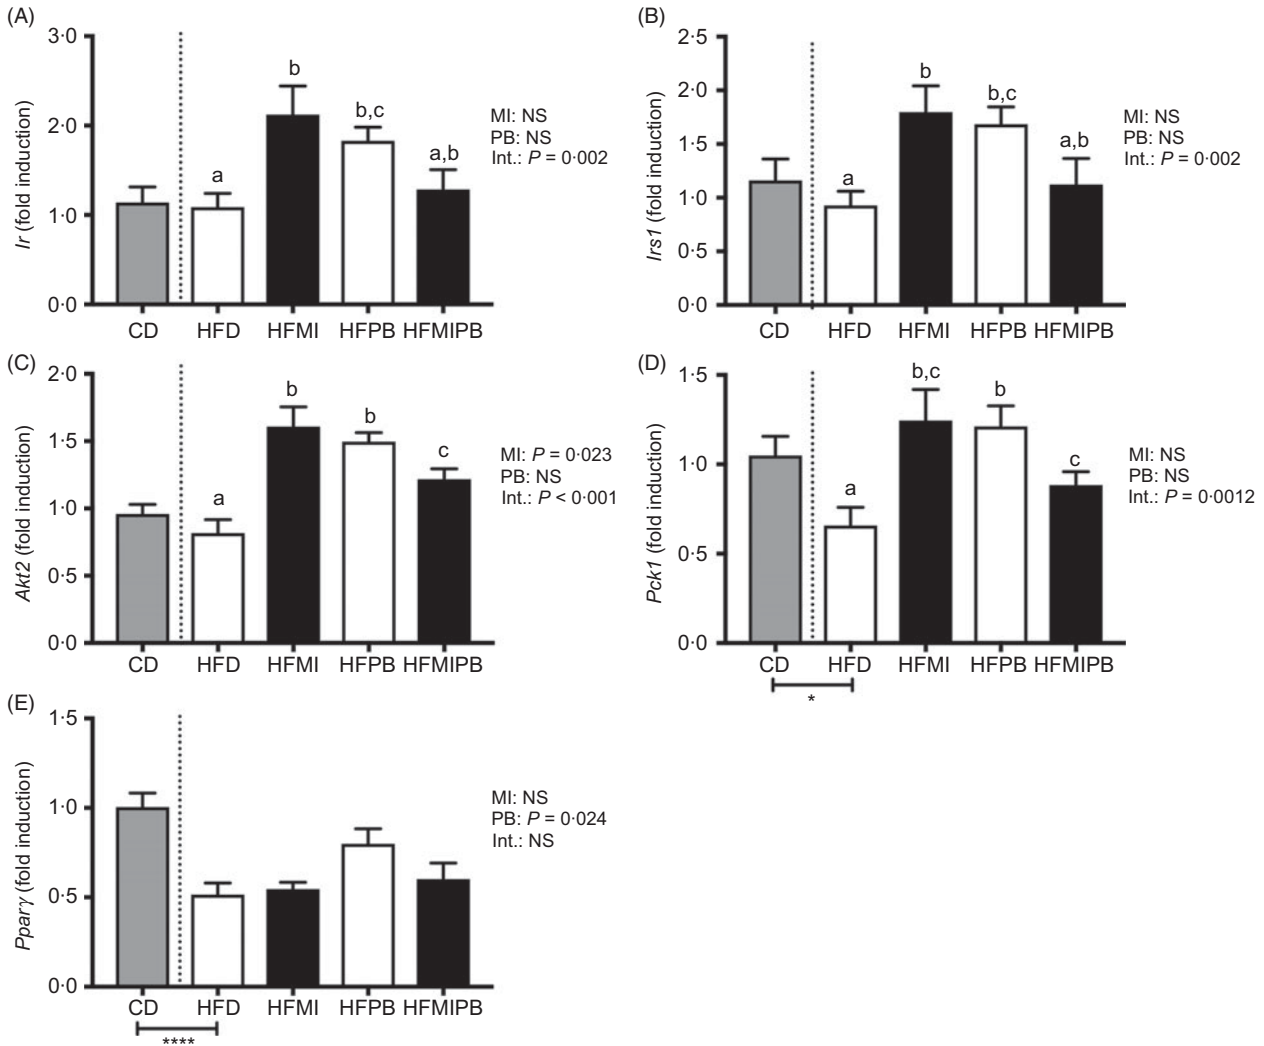 (A)
3·0
2·0
1·0
0·0
Ir (fold induction)
a
b
b,c
a,b
CD HFD HFMI HFPB HFMIPB
MI: NS
PB: NS
Int.: P = 0·002
(B)
2·5
2·0
1·5
1·0
0·5
0·0
Irs1 (fold induction)
a
b
b,c
a,b
CD HFD HFMI HFPB HFMIPB
MI: NS
PB: NS
Int.: P = 0·002
(C)
2·0
1·5
1·0
0·5
0·0
Akt2 (fold induction)
a
b
b
c
CD HFD HFMI HFPB HFMIPB
MI: P = 0·023
PB: NS
Int.: P < 0·001
(D)
1·5
1·0
0·5
0·0
Pck1 (fold induction)
a
b,c
b
c
CD HFD HFMI HFPB HFMIPB
*
MI: NS
PB: NS
Int.: P = 0·0012
(E)
1·5
1·0
0·5
0·0
Pparγ (fold induction)
CD HFD HFMI HFPB HFMIPB
****
MI: NS
PB: P = 0·024
Int.: NS